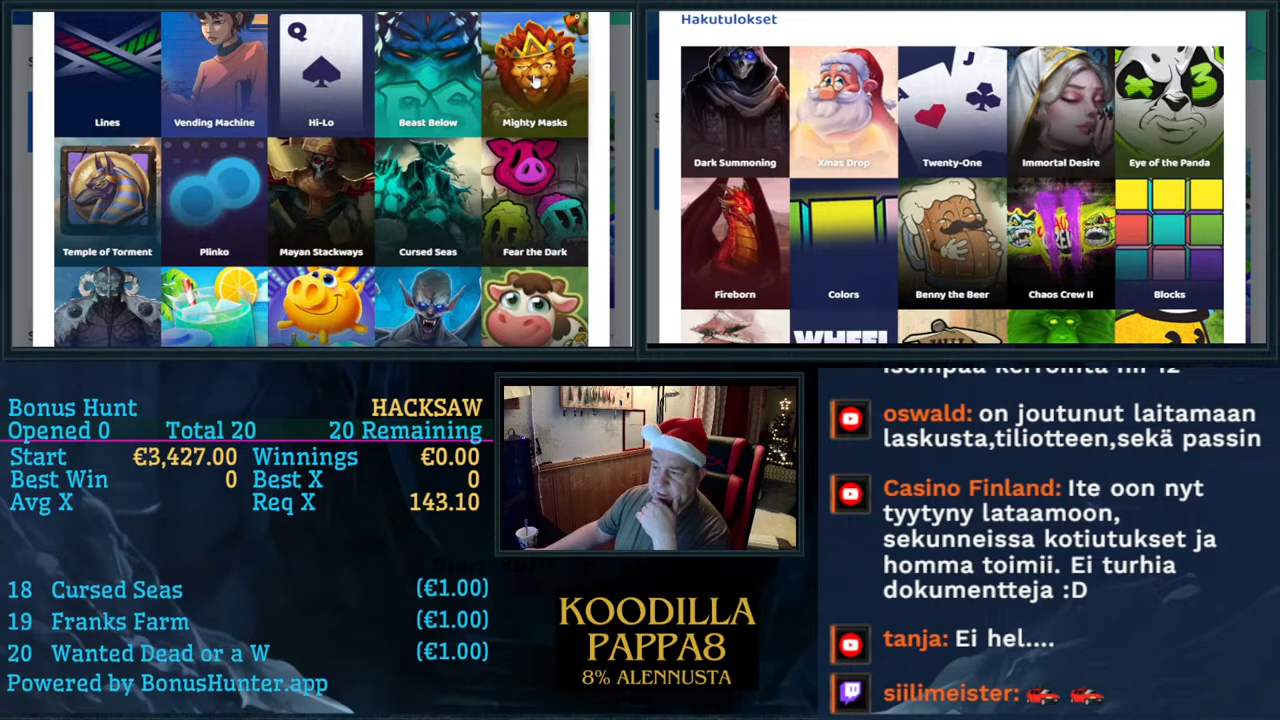 Lines
Vending Machine
Q
Hi-Lo
Beast Below
Mighty Masks
Temple of Torment
Plinko
Mayan Stackways
Cursed Seas
Fear the Dark
Hakutulokset
Dark Summoning
Xmas Drop
J
Twenty-One
Immortal Desire
x3
Eye of the Panda
Fireborn
Colors
Benny the Beer
Chaos Crew II
Blocks
WHEEL
Bonus Hunt HACKSAW
Opened 0 Total 20 20 Remaining
Start €3,427.00 Winnings €0.00
Best Win 0 Best X 0
Avg X Req X 143.10
18 Cursed Seas (€1.00)
19 Franks Farm (€1.00)
20 Wanted Dead or a W (€1.00)
Powered by BonusHunter.app
KOODILLA
PAPPA8
8% ALENNUSTA
isompaa kerrointa nii 12
oswald: on joutunut laitamaan
laskusta,tiliotteen,sekä passin
Casino Finland: Ite oon nyt
tyytyny lataamoon,
sekunneissa kotiutukset ja
homma toimii. Ei turhia
dokumentteja :D
tanja: Ei hel....
siilimeister: